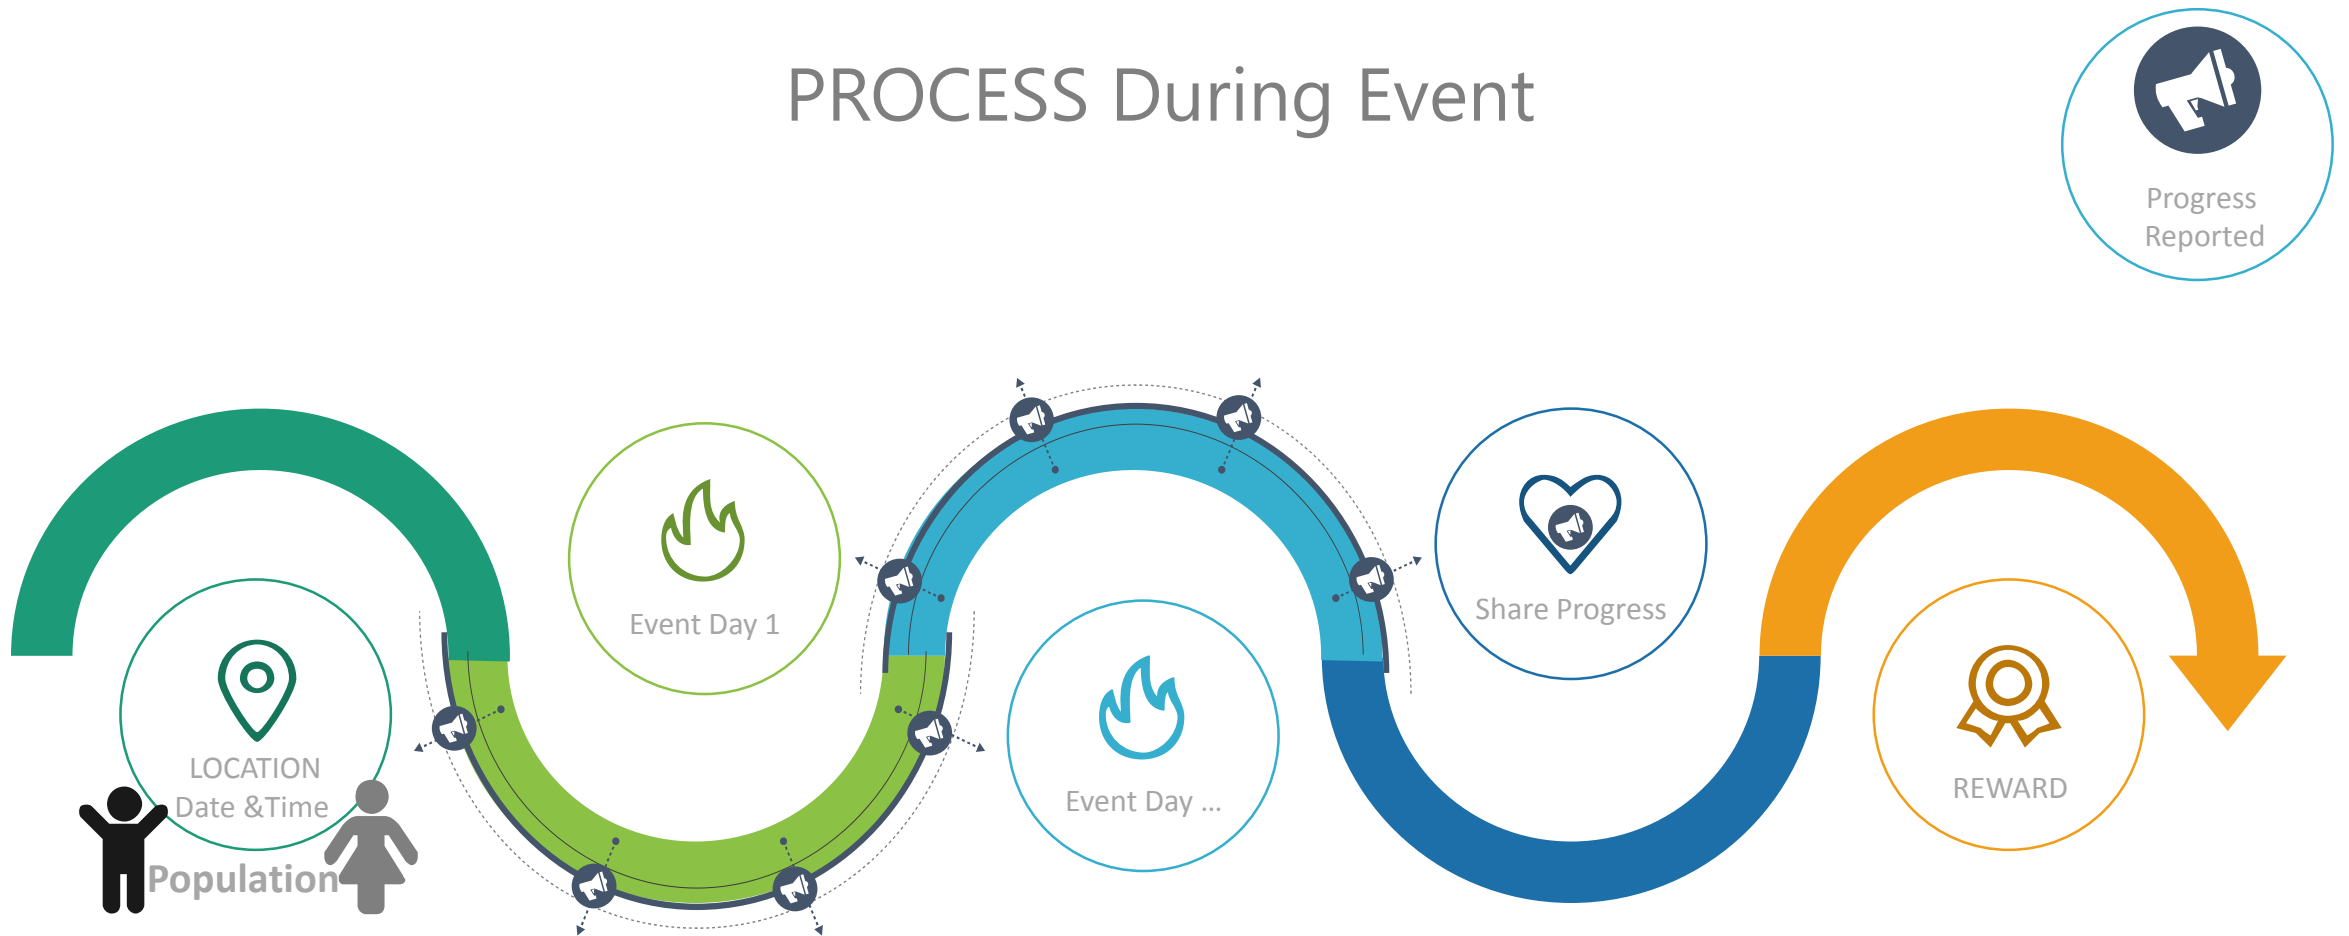 PROCESS During Event
Progress
Reported
LOCATION
Date &Time
Population
Event Day 1
Event Day ...
Share Progress
REWARD